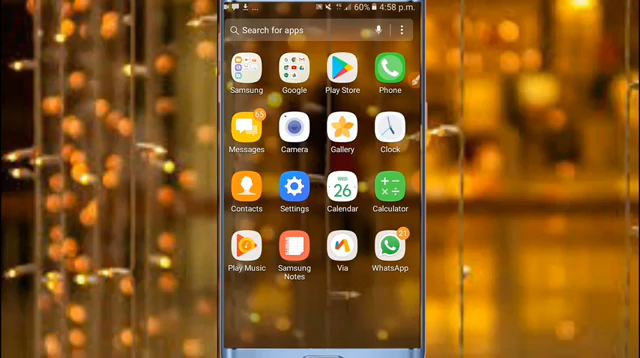 60% 4:58 p.m.
Search for apps
Samsung Google Play Store Phone
65
Messages Camera Gallery Clock
WED
26
Contacts Settings Calendar Calculator
21
Play Music Samsung Notes Via WhatsApp